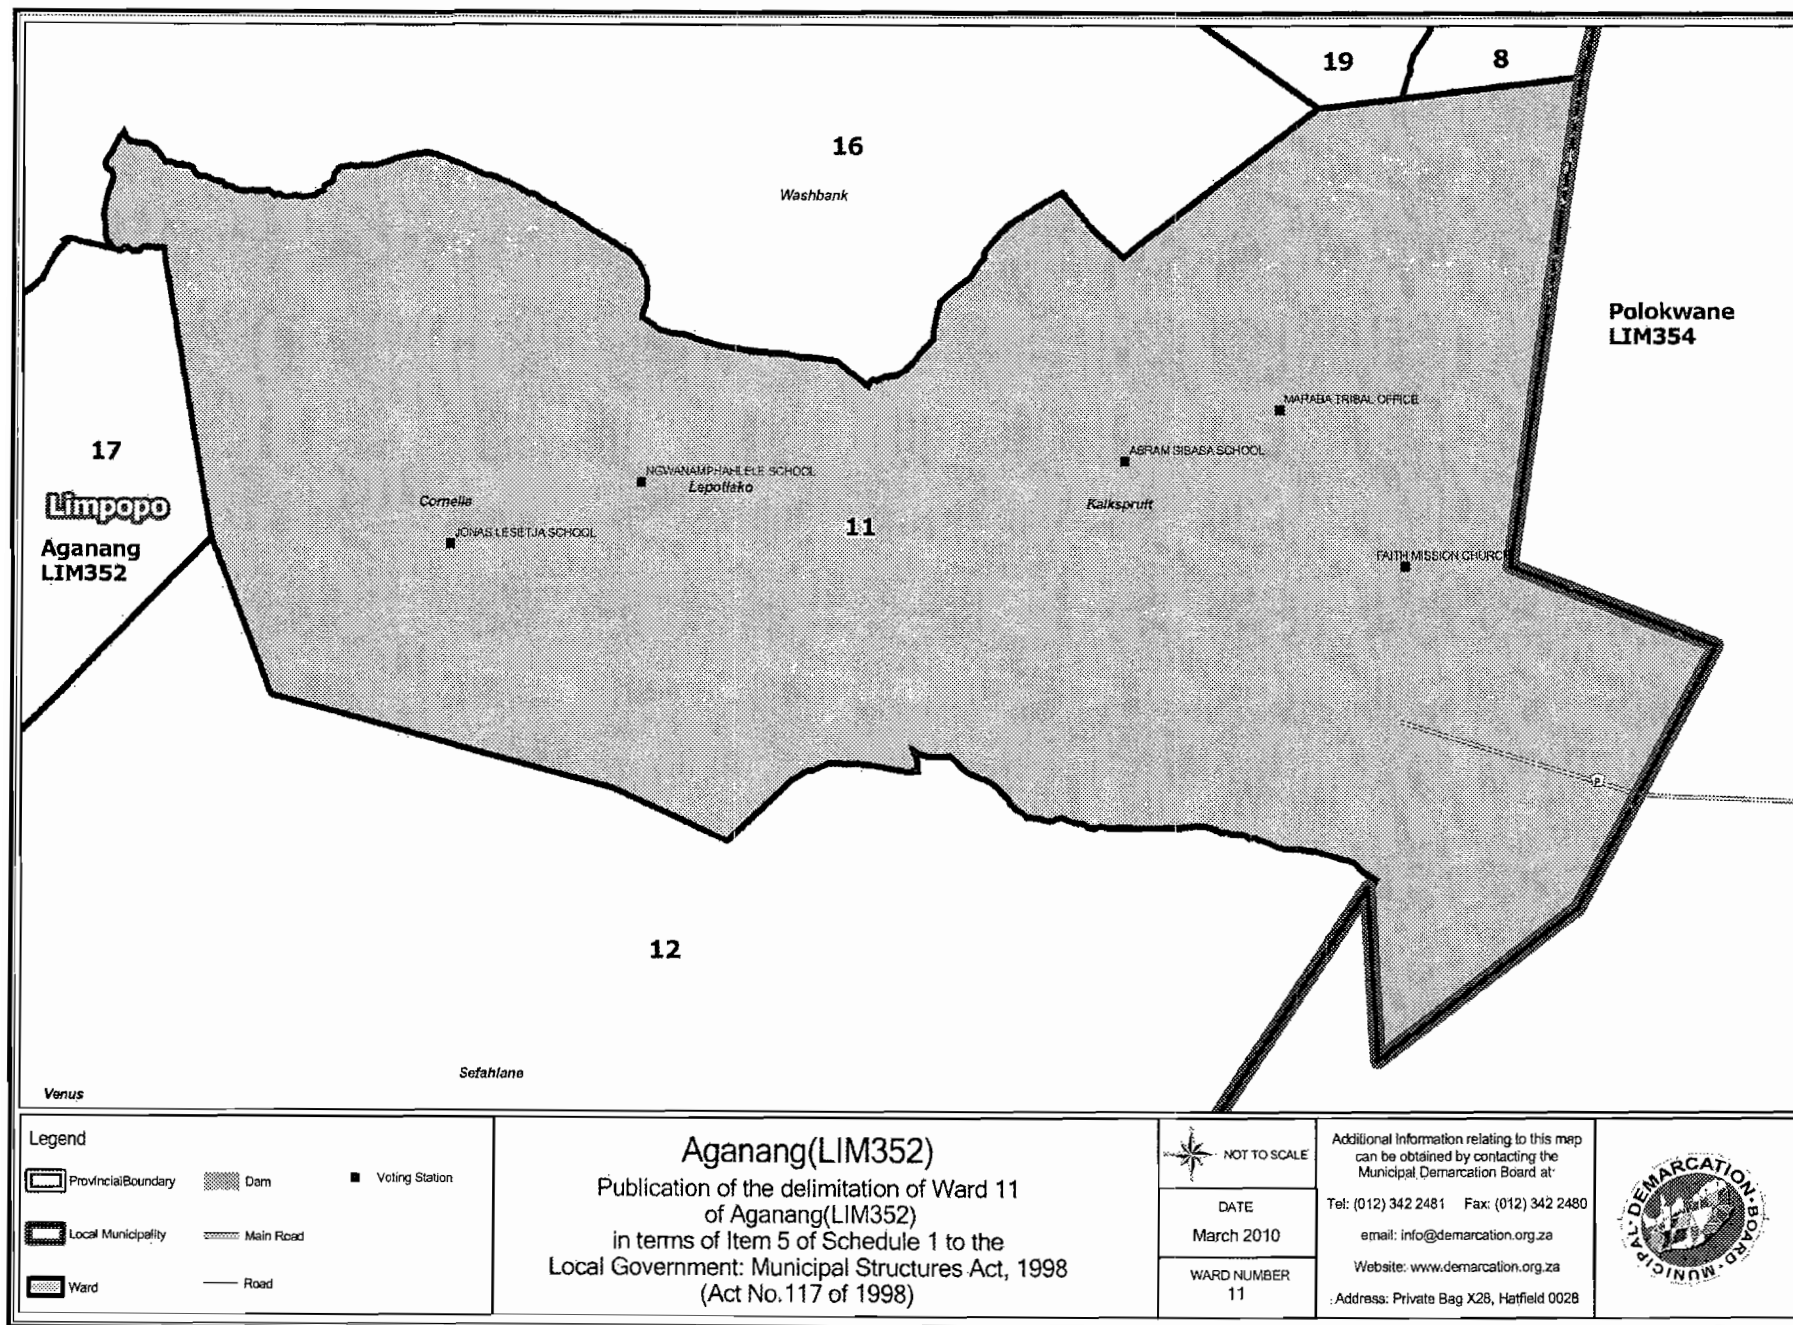 19
8
16
Washbank
Polokwane
LIM354
MARABA TRIBAL OFFICE
17
ABRAM SIBASA SCHOOL
NGWANAMPHAHLELE SCHOOL
Lepotlako
Limpopo
Cornelia
Kalkspruit
11
JONAS LESETJA SCHOOL
Aganang
LIM352
FAITH MISSION CHURC
P
12
Sefahlane
Venus
Legend
ProvincialBoundary
Dam
Voting Station
Local Municipality
Main Road
Ward
Road
Aganang(LIM352)
Publication of the delimitation of Ward 11
of Aganang(LIM352)
in terms of Item 5 of Schedule 1 to the
Local Government: Municipal Structures Act, 1998
(Act No.117 of 1998)
NOT TO SCALE
DATE
March 2010
WARD NUMBER
11
Additional Information relating to this map
can be obtained by contacting the
Municipal Demarcation Board at
Tel: (012) 342 2481 Fax: (012) 342 2480
email: info@demarcation.org.za
Website: www.demarcation.org.za
Address: Private Bag X28, Hatfield 0028
MUNICIPAL · DEMARCATION · BOARD